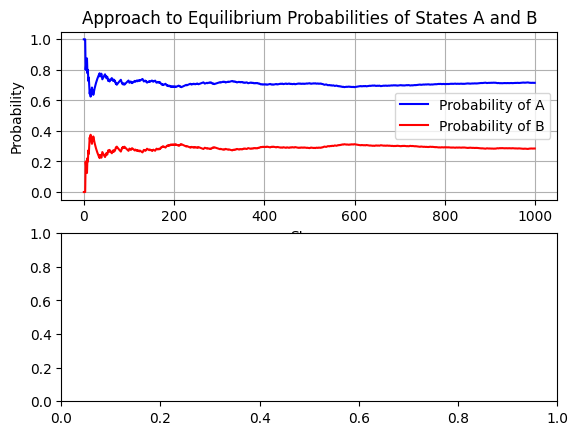 Approach to Equilibrium Probabilities of States A and B
Probability
1.0
0.8
0.6
0.4
0.2
0.0
Probability of A
Probability of B
0 200 400 600 800 1000
1.0
0.8
0.6
0.4
0.2
0.0
0.0 0.2 0.4 0.6 0.8 1.0